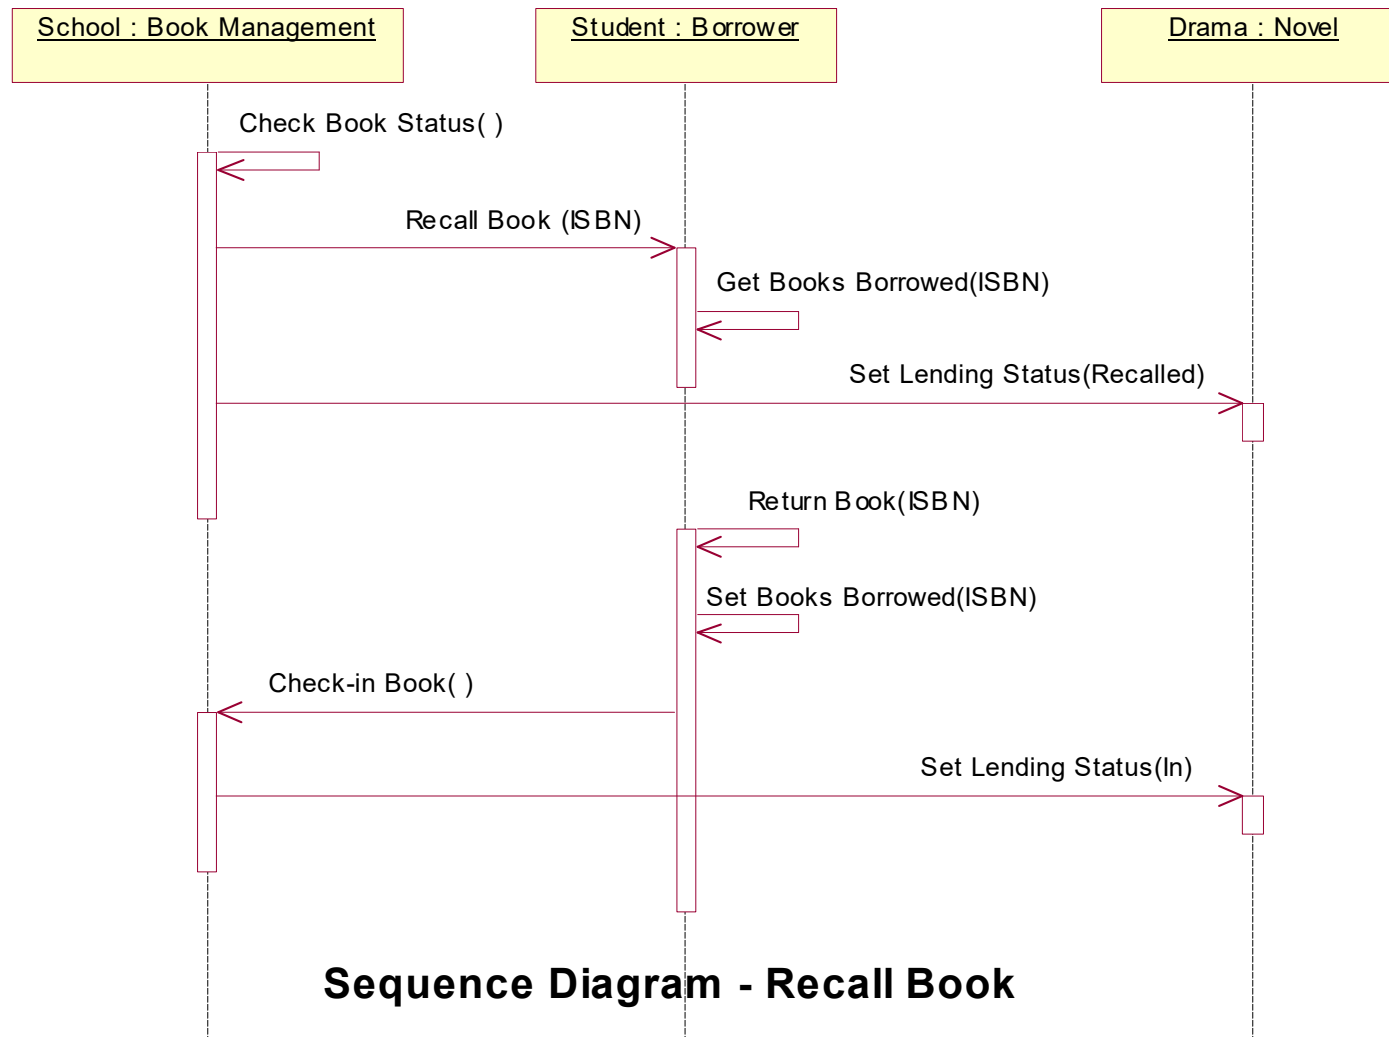 School : Book Management
Student : Borrower
Drama : Novel
Check Book Status( )
Recall Book (ISBN)
Get Books Borrowed(ISBN)
Set Lending Status(Recalled)
Return Book(ISBN)
Set Books Borrowed(ISBN)
Check-in Book( )
Set Lending Status(In)
Sequence Diagram - Recall Book